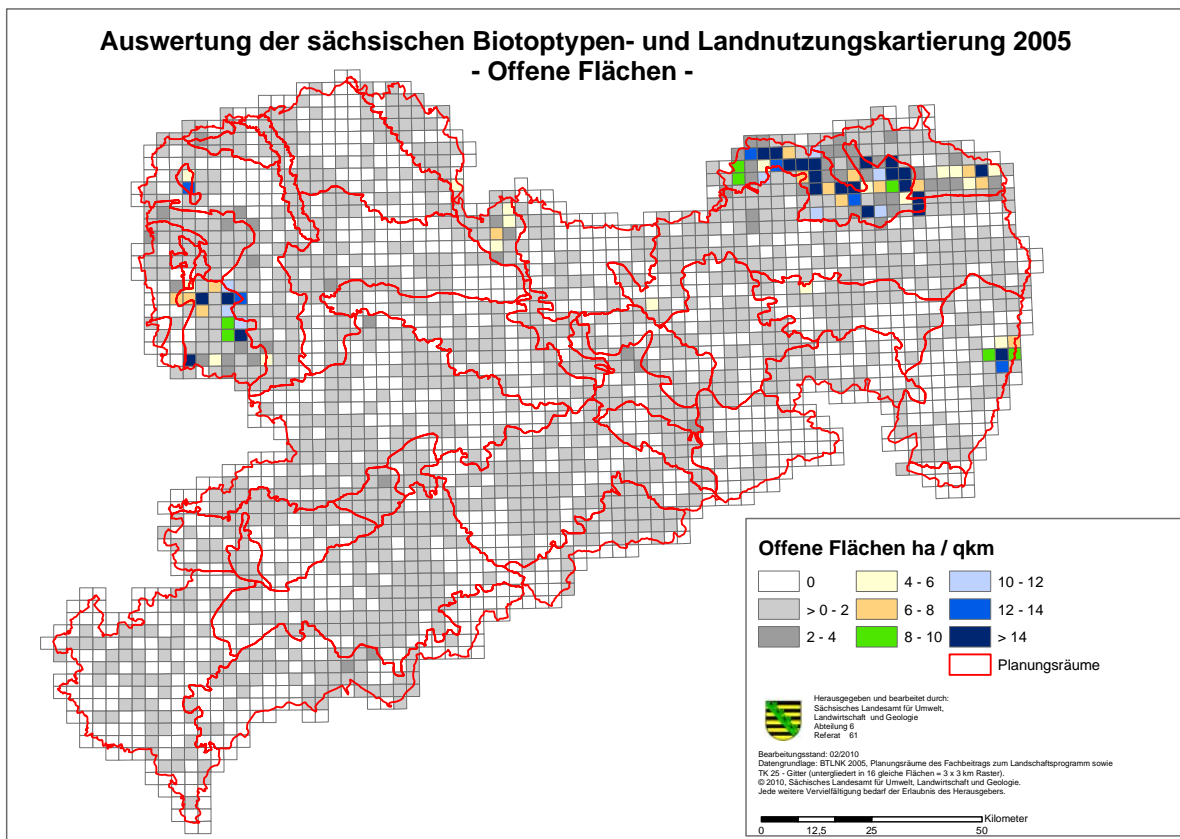 Auswertung der sächsischen Biotoptypen- und Landnutzungskartierung 2005
- Offene Flächen -
Offene Flächen ha / qkm
0
> 0 - 2
2 - 4
4 - 6
6 - 8
8 - 10
10 - 12
12 - 14
> 14
Planungsräume
Herausgegeben und bearbeitet durch:
Sächsisches Landesamt für Umwelt,
Landwirtschaft und Geologie
Abteilung 6
Referat 61
Bearbeitungsstand: 02/2010
Datengrundlage: BTLNK 2005, Planungsräume des Fachbeitrags zum Landschaftsprogramm sowie
TK 25 - Gitter (untergliedert in 16 gleiche Flächen = 3 x 3 km Raster).
© 2010, Sächsisches Landesamt für Umwelt, Landwirtschaft und Geologie.
Jede weitere Vervielfältigung bedarf der Erlaubnis des Herausgebers.
Kilometer
0 12,5 25 50